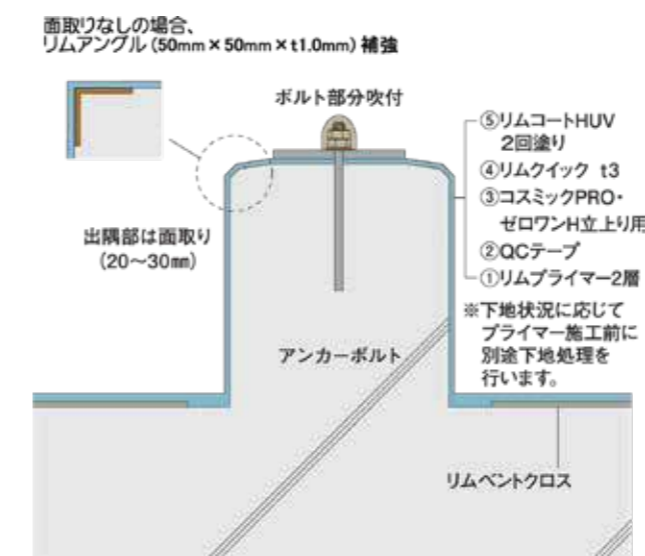 面取りなしの場合、
リムアングル（50mm×50mm×t1.0mm）補強
ボルト部分吹付
出隅部は面取り
（20〜30㎜）
アンカーボルト
⑤リムコートHUV
2回塗り
④リムクイック t3
③コスミックPRO・
ゼロワンH立上り用
②QCテープ
①リムプライマー2層
※下地状況に応じて
プライマー施工前に
別途下地処理を
行います。
リムベントクロス